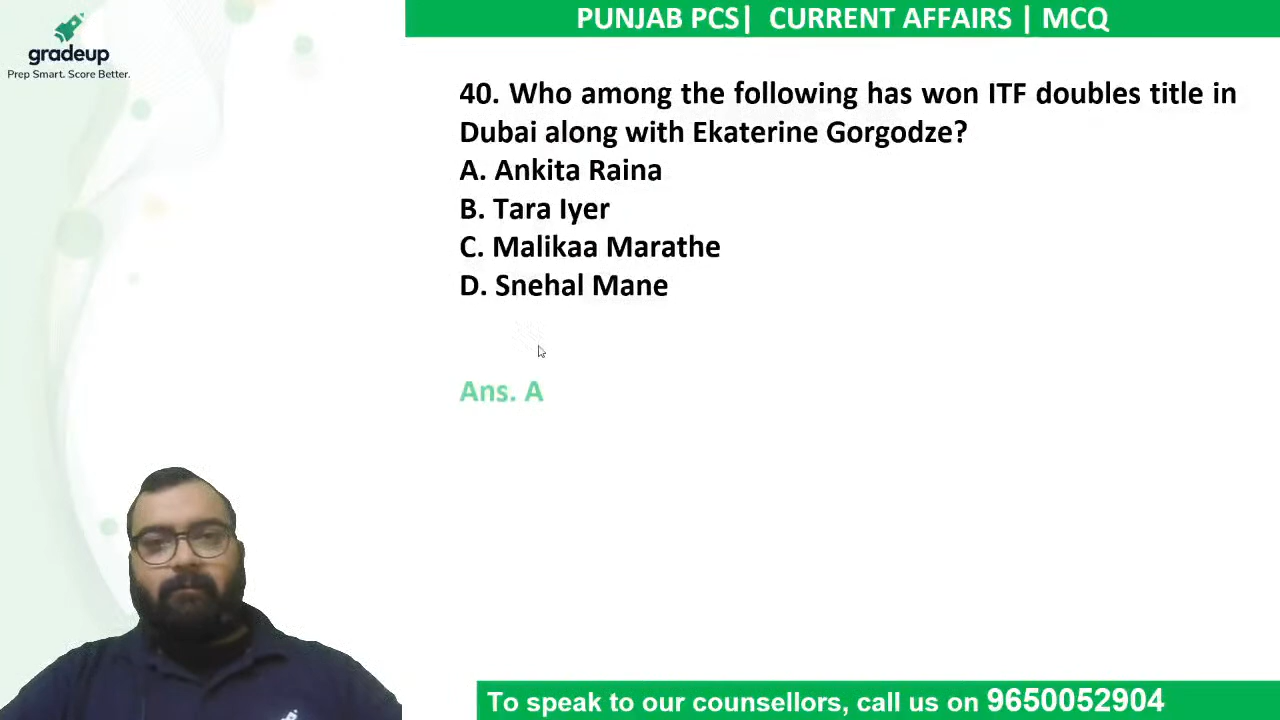 gradeup
Prep Smart. Score Better.
PUNJAB PCS| CURRENT AFFAIRS | MCQ
40. Who among the following has won ITF doubles title in
Dubai along with Ekaterine Gorgodze?
A. Ankita Raina
B. Tara Iyer
C. Malikaa Marathe
D. Snehal Mane
Ans. A
To speak to our counsellors, call us on 9650052904